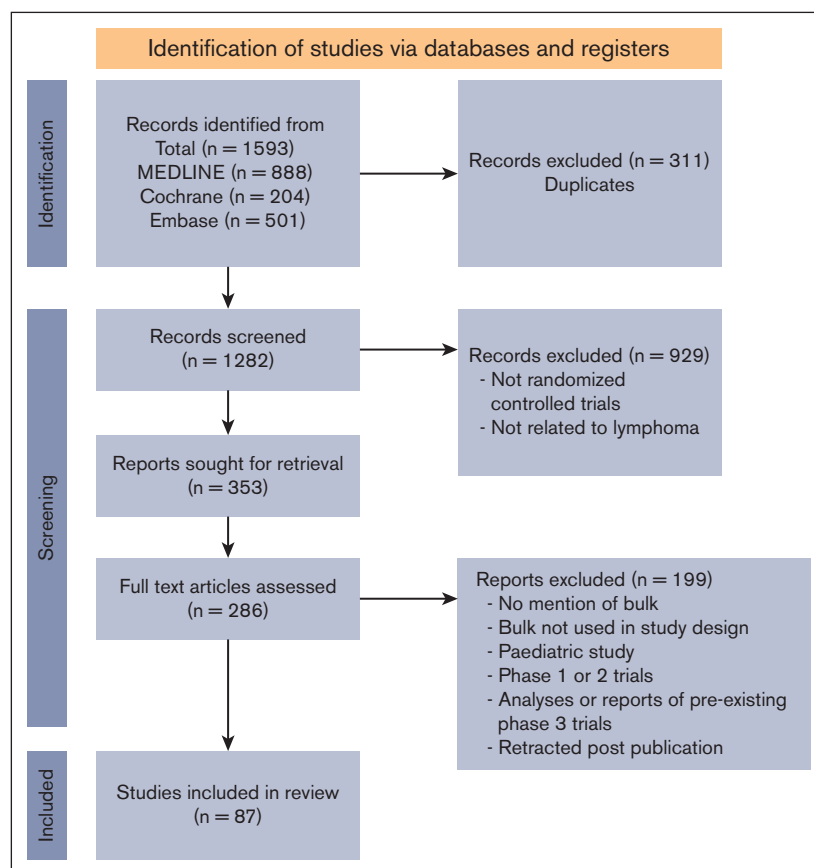 Identification of studies via databases and registers
Identification
Records identified from
Total (n = 1593)
MEDLINE (n = 888)
Cochrane (n = 204)
Embase (n = 501)
Records excluded (n = 311)
Duplicates
Screening
Records screened
(n = 1282)
Records excluded (n = 929)
- Not randomized
controlled trials
- Not related to lymphoma
Reports sought for retrieval
(n = 353)
Full text articles assessed
(n = 286)
Reports excluded (n = 199)
- No mention of bulk
- Bulk not used in study design
- Paediatric study
- Phase 1 or 2 trials
- Analyses or reports of pre-existing
phase 3 trials
- Retracted post publication
Included
Studies included in review
(n = 87)